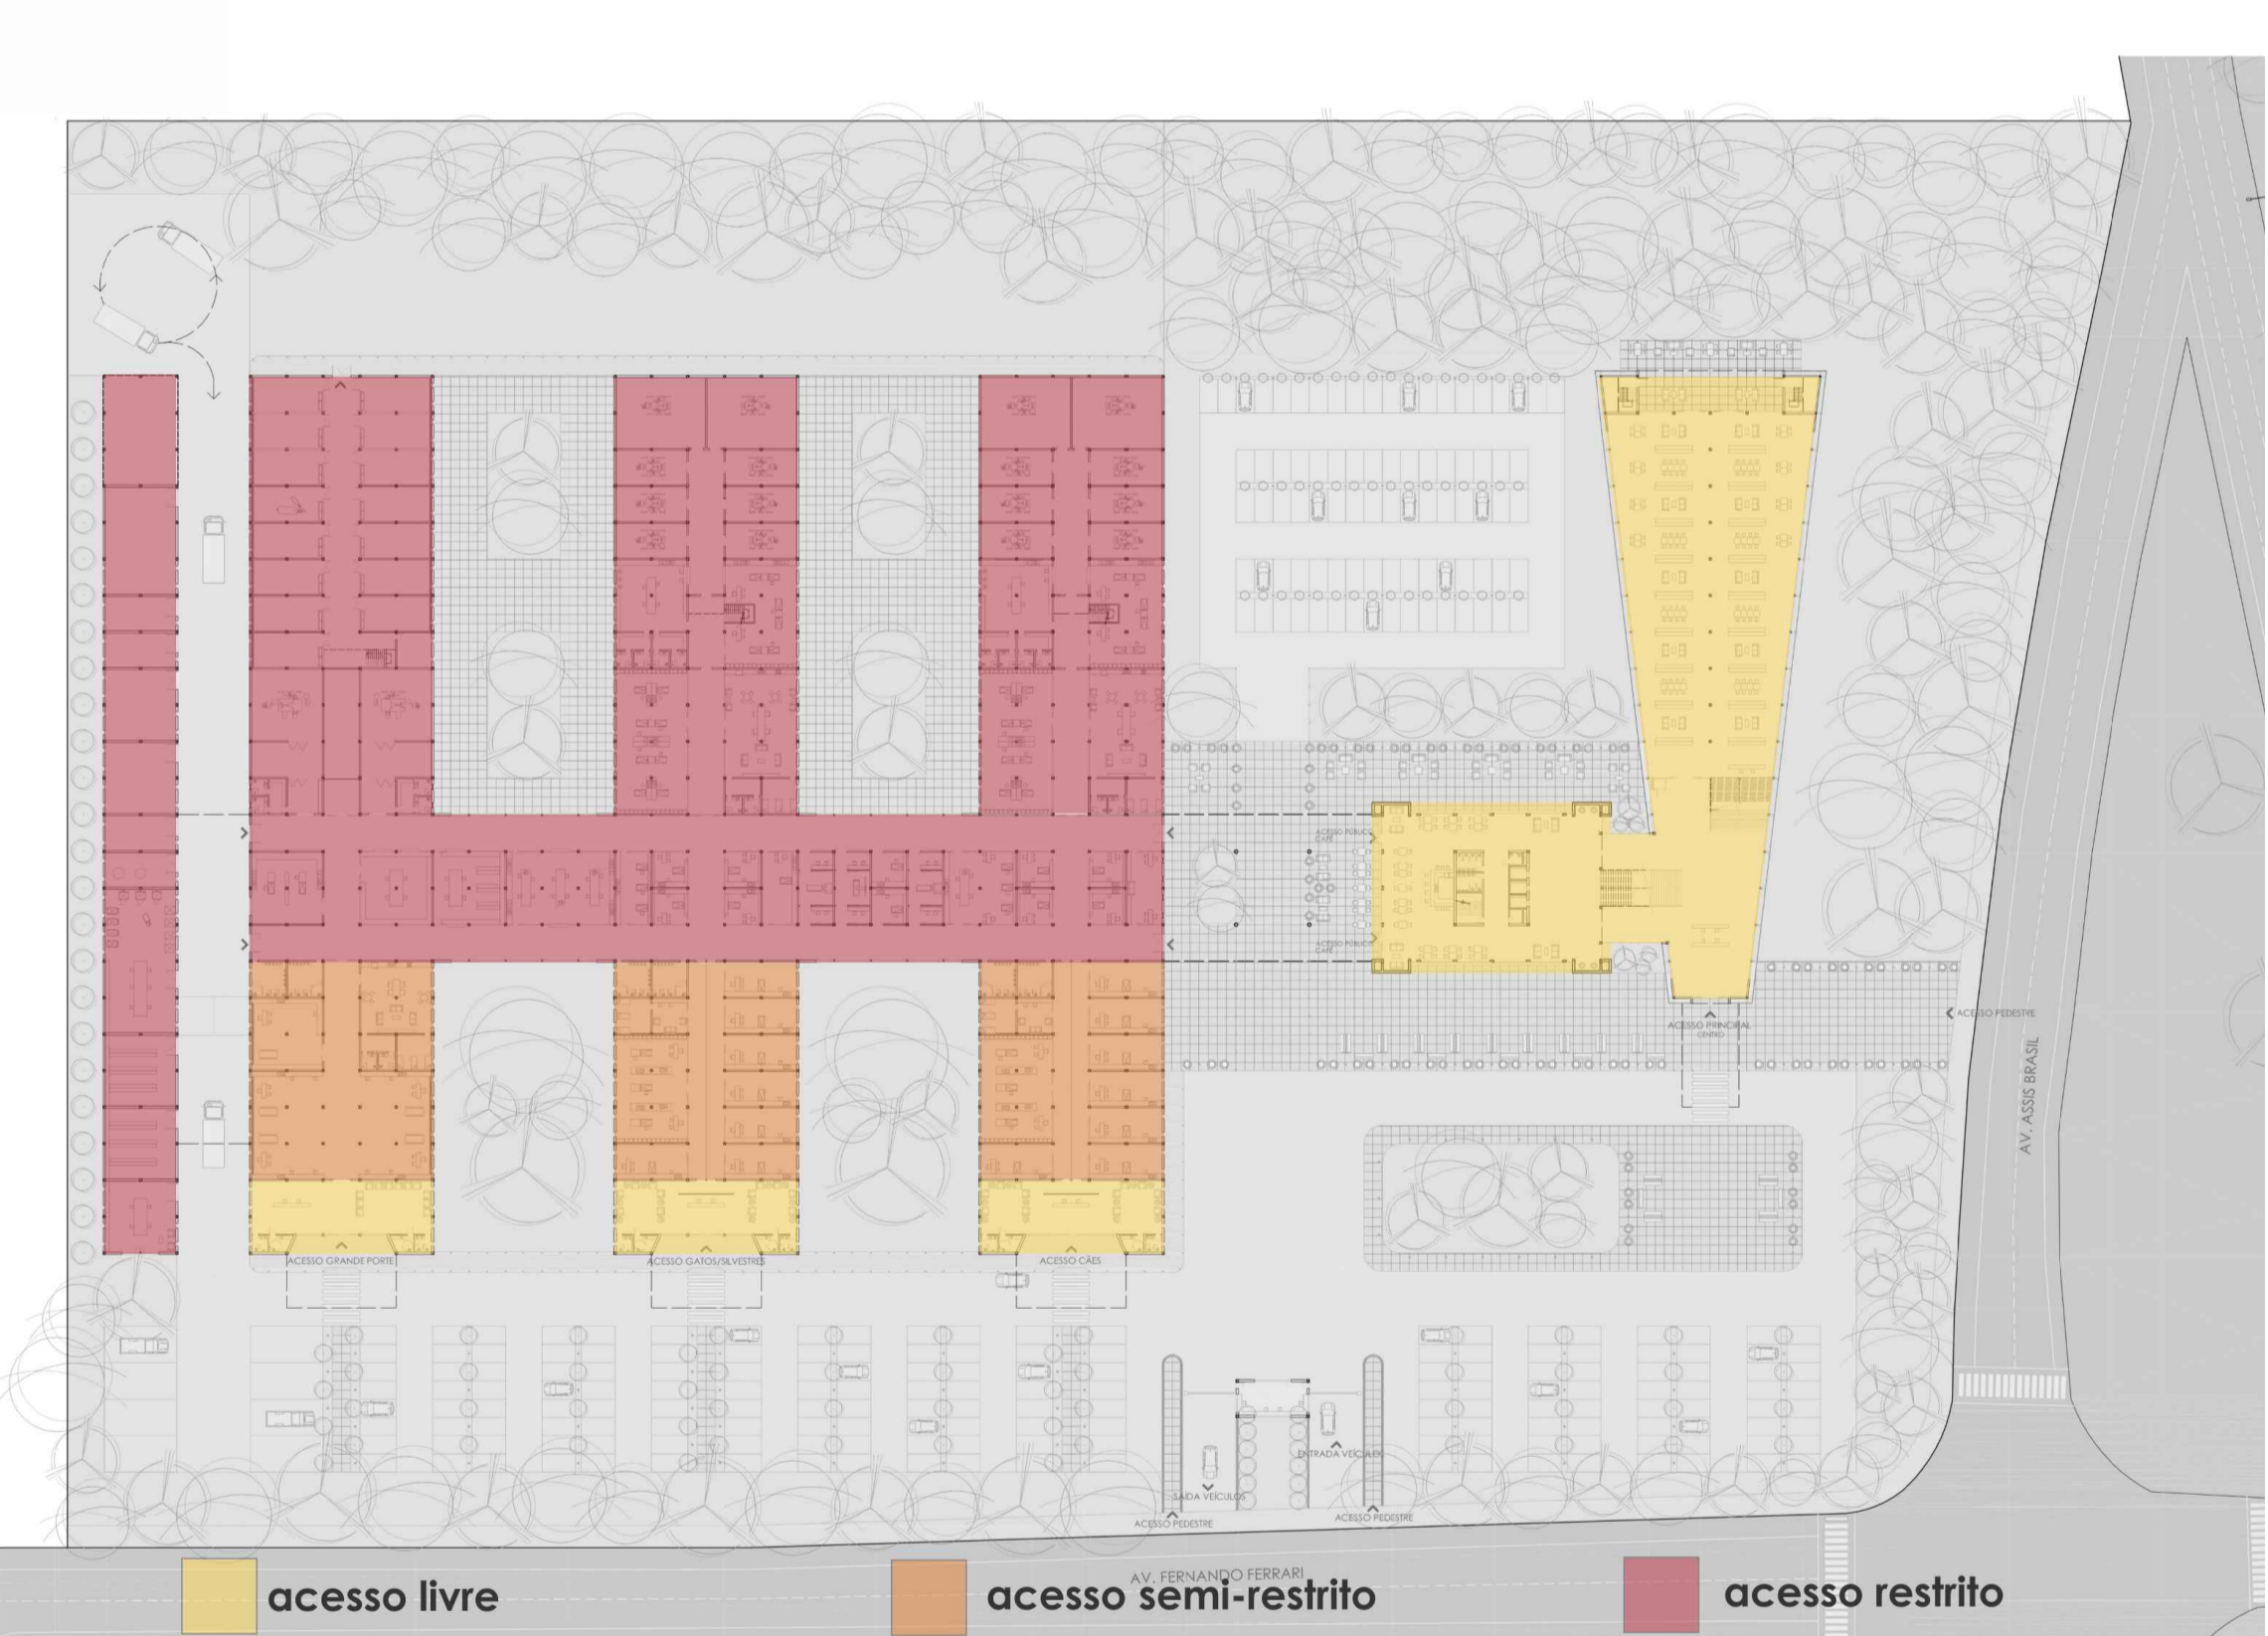 ACESSO PÚBLICO
CAFÉ
ACESSO PÚBLICO
CAFÉ
ACESSO PEDESTRE
ACESSO PRINCIPAL
CENTRO
AV. ASSIS BRASIL
ACESSO GRANDE PORTE
ACESSO GATOS/SILVESTRES
ACESSO CÃES
ENTRADA VEÍCULOS
SAÍDA VEÍCULOS
ACESSO PEDESTRE
ACESSO PEDESTRE
AV. FERNANDO FERRARI
acesso livre
acesso semi-restrito
acesso restrito